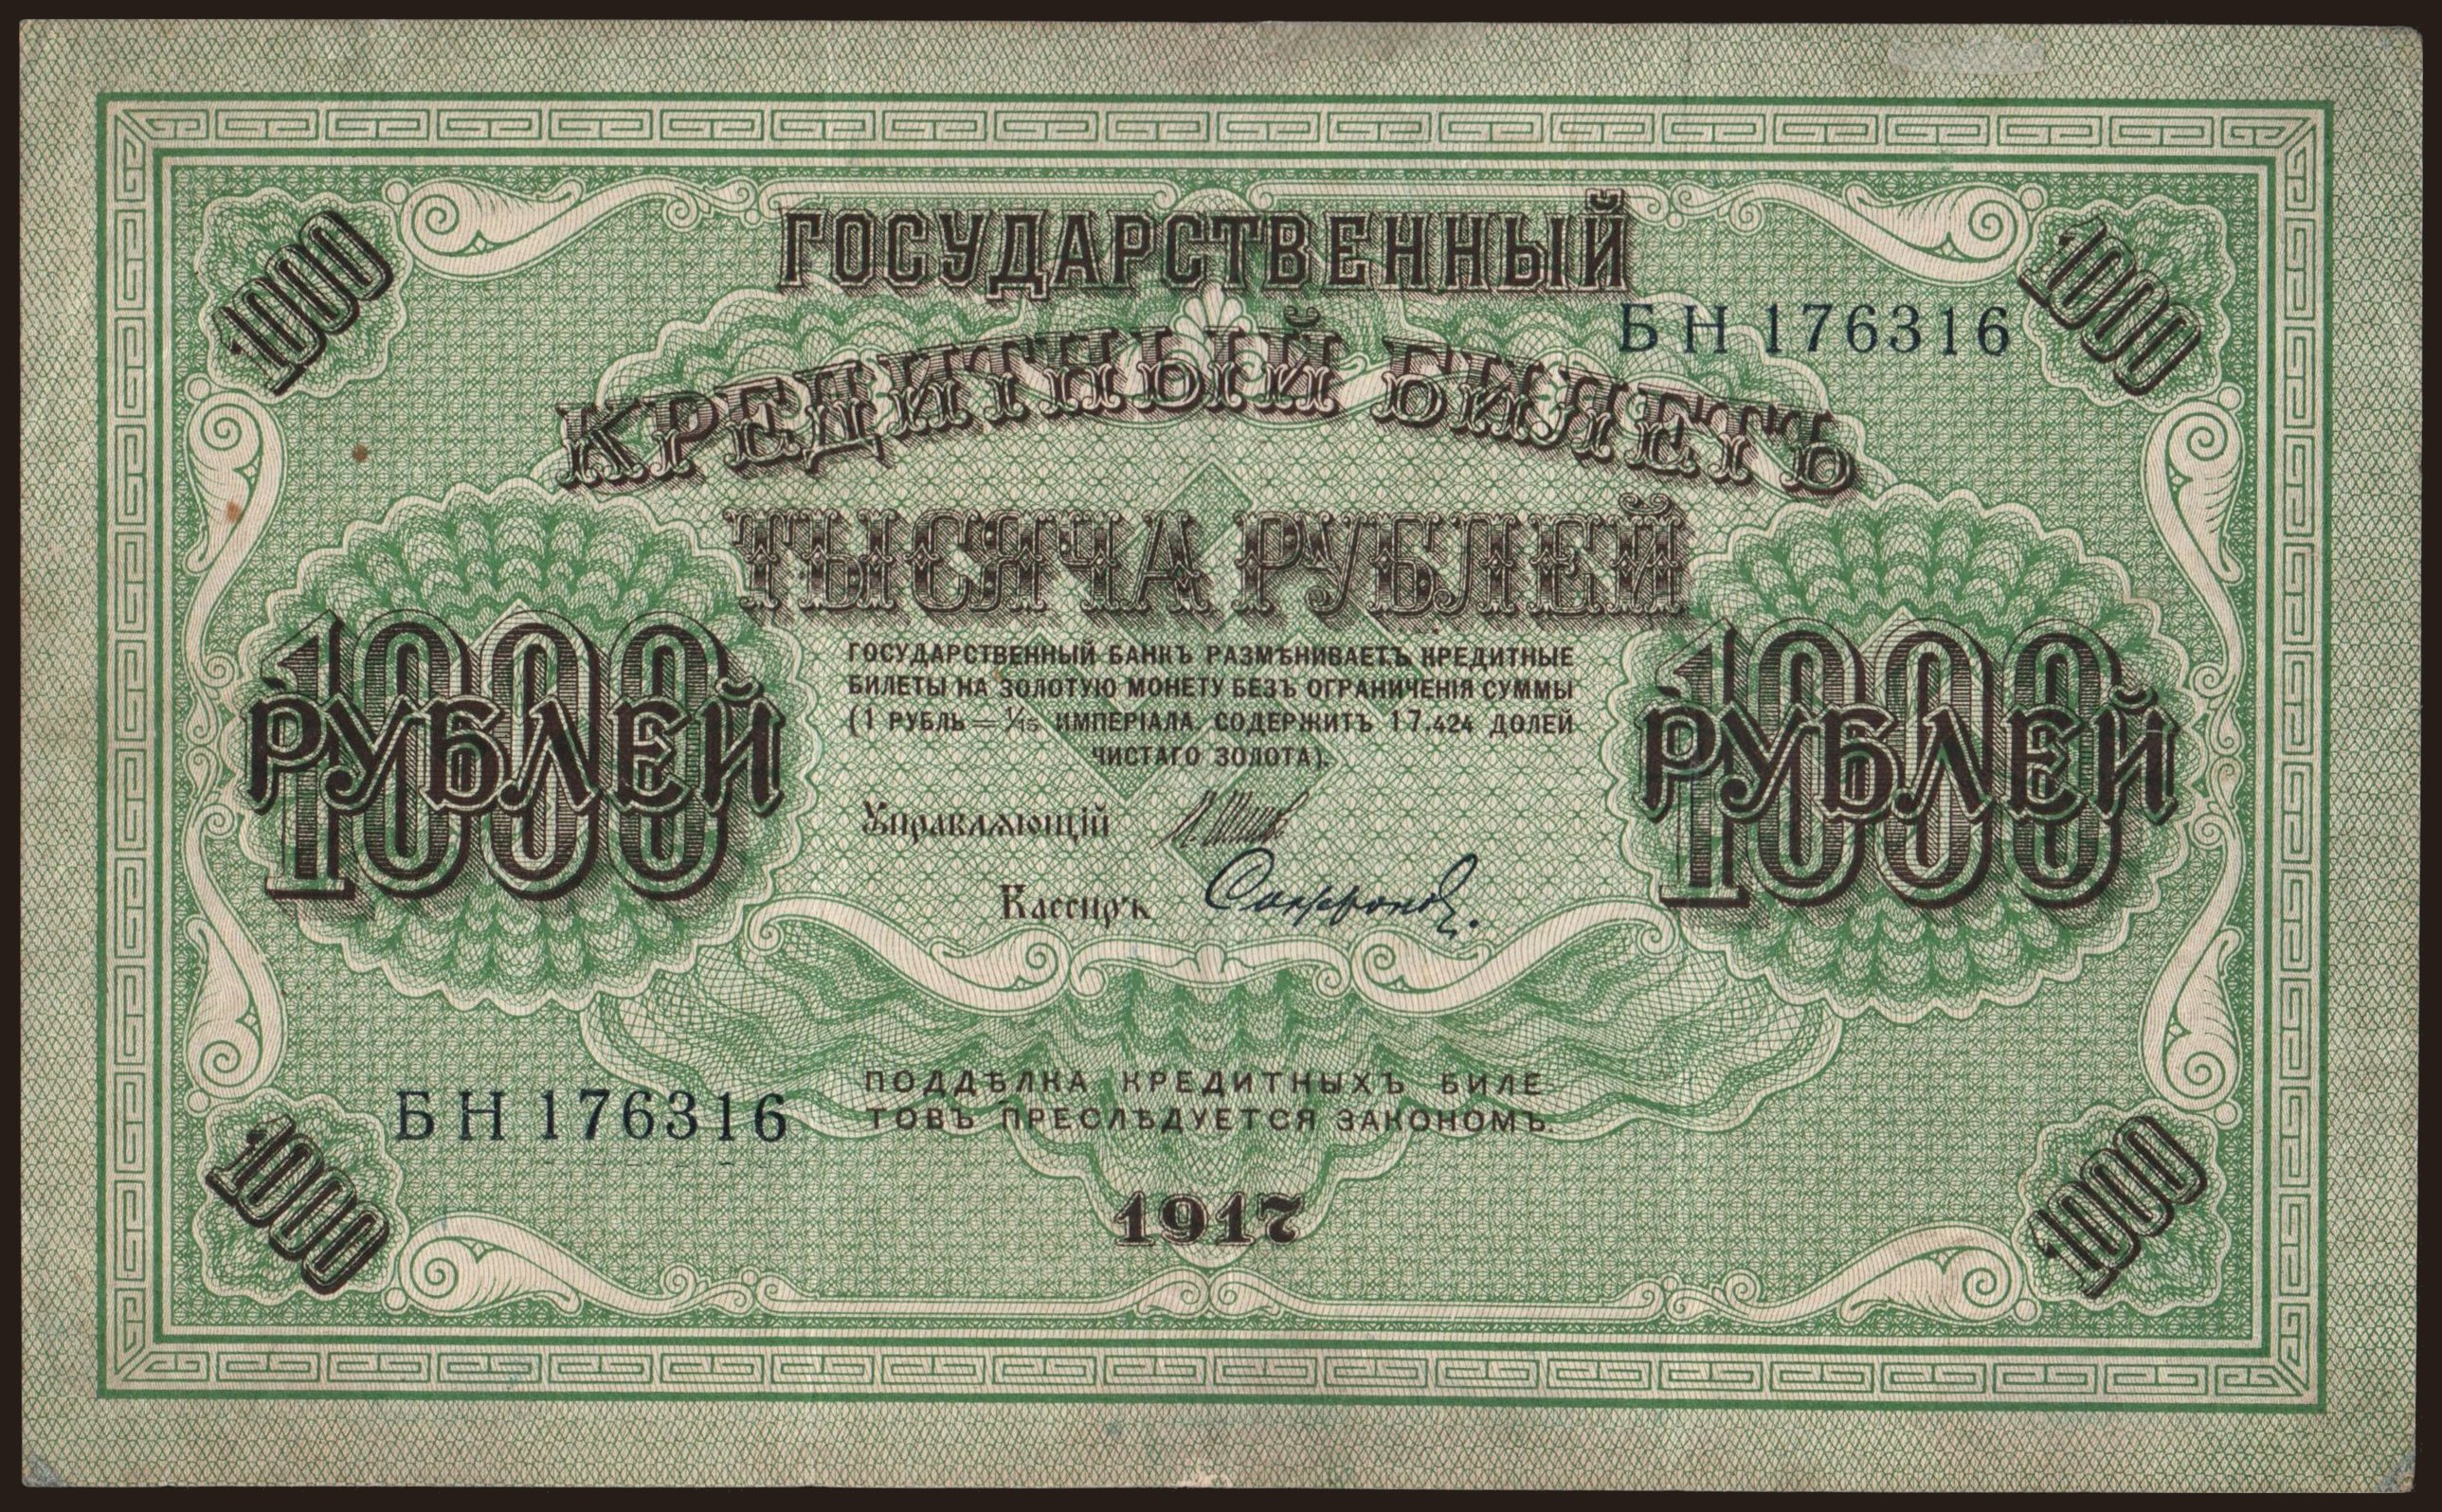 1000
ГОСУДАРСТВЕННЫЙ
1000
БН 176316
КРЕДИТНЫЙ БИЛЕТЪ
ТЫСЯЧА РУБЛЕЙ
1000
РУБЛЕЙ
1000
РУБЛЕЙ
ГОСУДАРСТВЕННЫЙ БАНКЪ РАЗМѢНИВАЕТЪ КРЕДИТНЫЕ
БИЛЕТЫ НА ЗОЛОТУЮ МОНЕТУ БЕЗЪ ОГРАНИЧЕНІЯ СУММЫ
(1 РУБЛЬ = 1/15 ИМПЕРІАЛА СОДЕРЖИТЪ 17.424 ДОЛЕЙ
ЧИСТАГО ЗОЛОТА).
Управляющій
Кассиръ Сафронов.
ПОДДѢЛКА КРЕДИТНЫХЪ БИЛЕ
ТОВЪ ПРЕСЛѢДУЕТСЯ ЗАКОНОМЪ.
БН 176316
1000
1917
1000